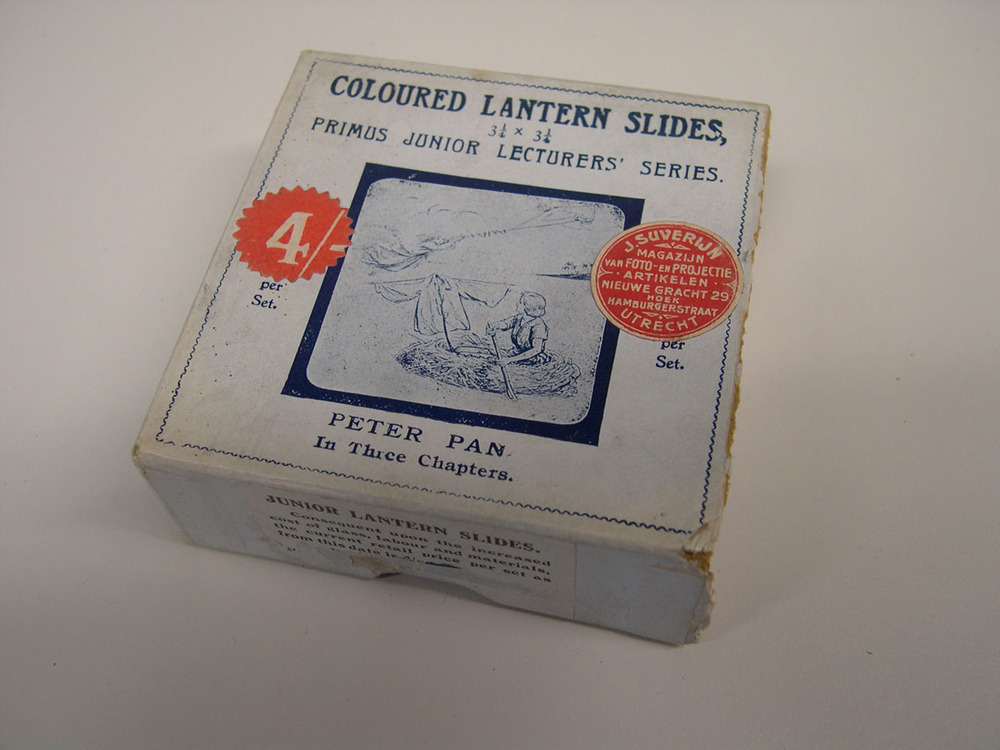 COLOURED LANTERN SLIDES,
3¼ × 3¼
PRIMUS JUNIOR LECTURERS' SERIES.
4/-
per
Set.
J. SUVERIJN
MAGAZIJN
VAN FOTO- EN PROJECTIE
ARTIKELEN
NIEUWE GRACHT 29
HOEK
HAMBURGERSTRAAT
UTRECHT
per
Set.
PETER PAN
In Three Chapters.
JUNIOR LANTERN SLIDES.
Consequent upon the increased
cost of glass, labour and materials,
the current retail price per set as
from this date is